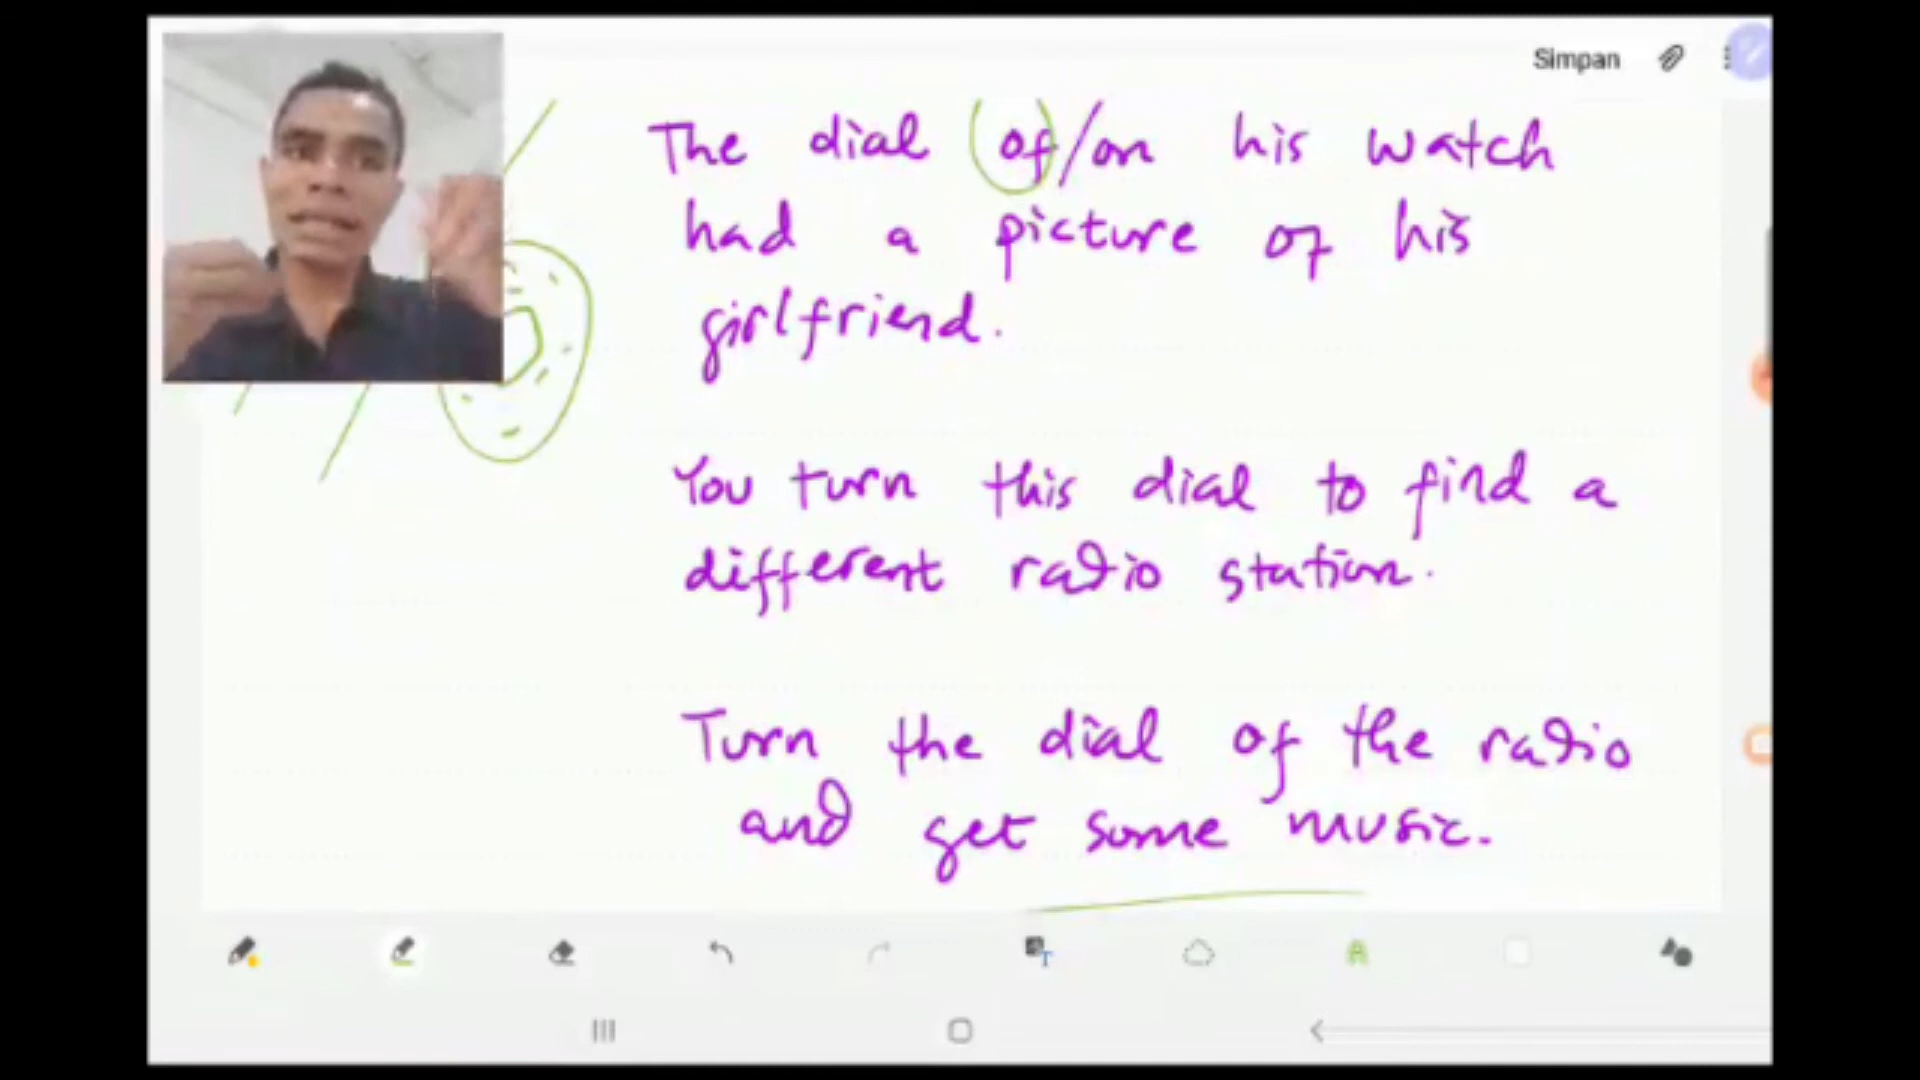 Simpan
The dial of/on his watch
had a picture of his
girlfriend.
You turn this dial to find a
different radio station.
Turn the dial of the radio
and get some music.